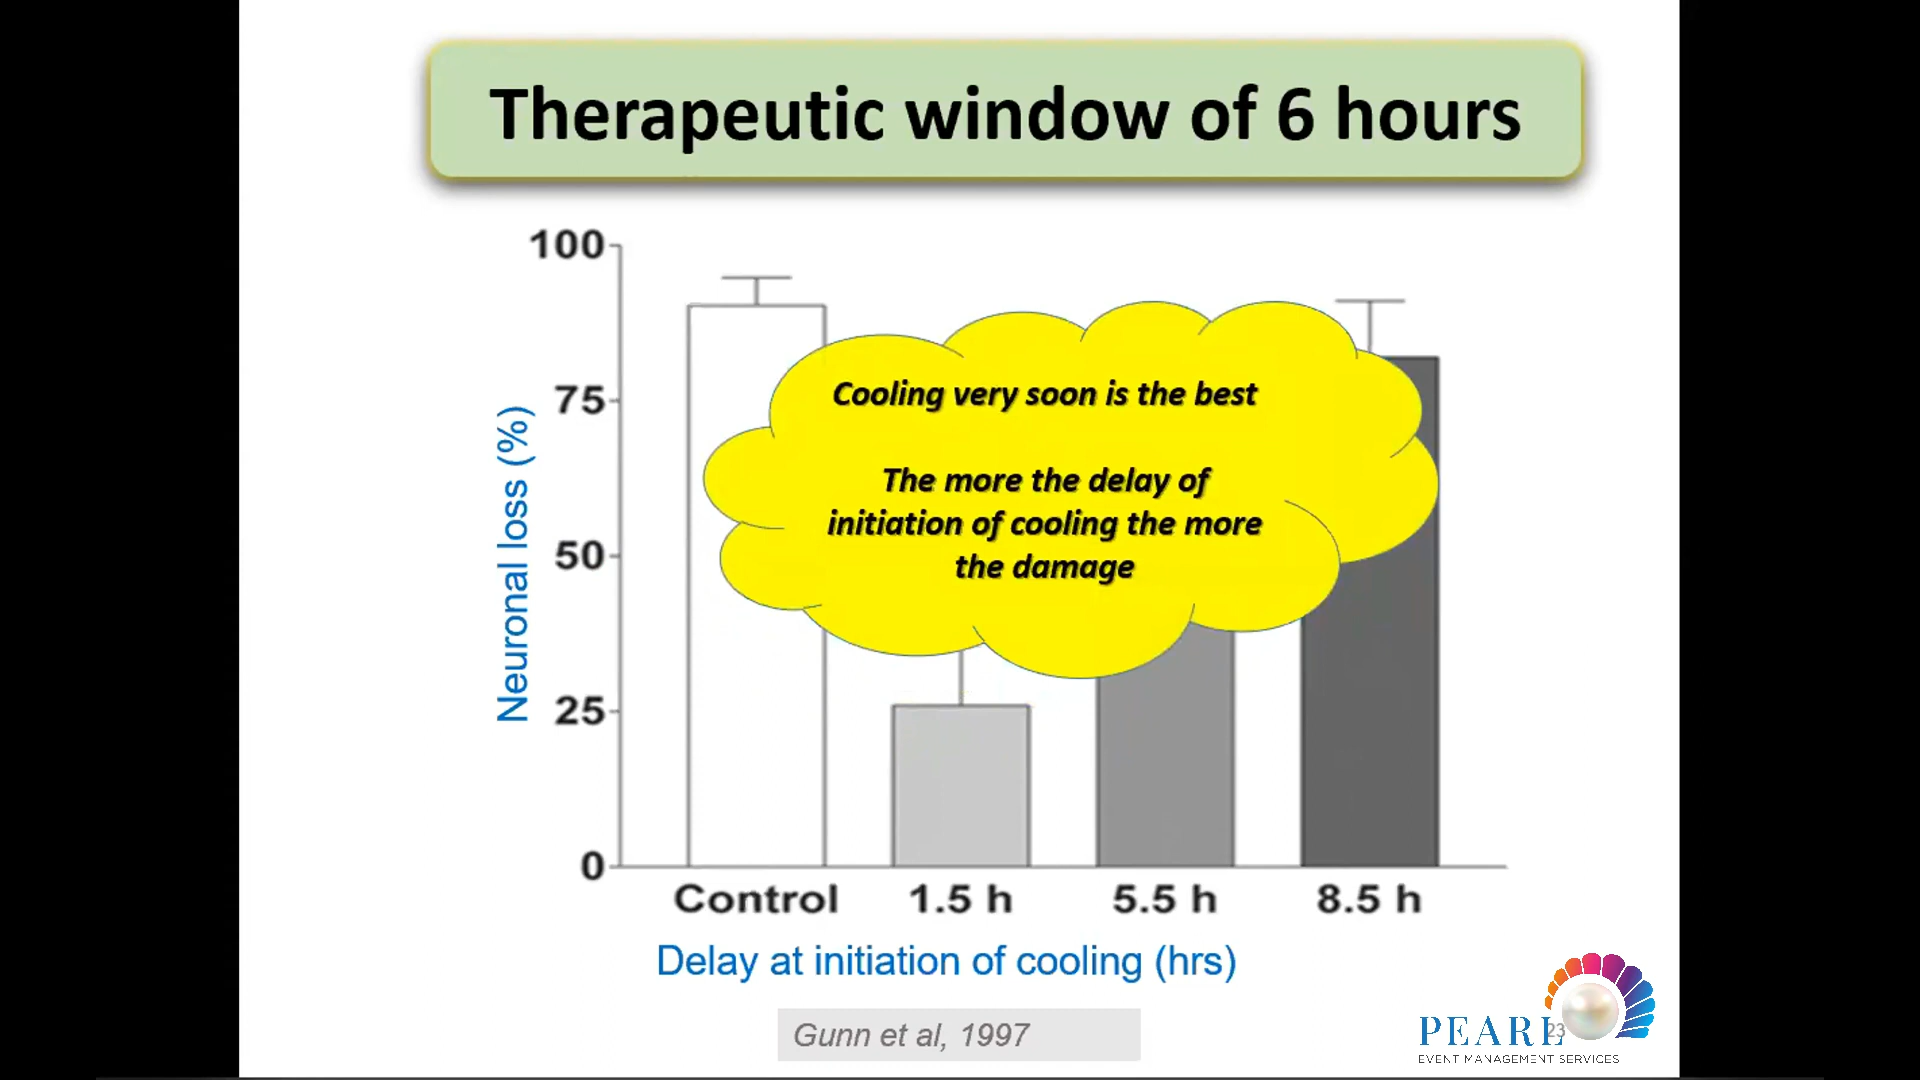 Therapeutic window of 6 hours
100
75
50
25
0
Neuronal loss (%)
Cooling very soon is the best
The more the delay of
initiation of cooling the more
the damage
Control 1.5 h 5.5 h 8.5 h
Delay at initiation of cooling (hrs)
Gunn et al, 1997
23
PEARL
EVENT MANAGEMENT SERVICES